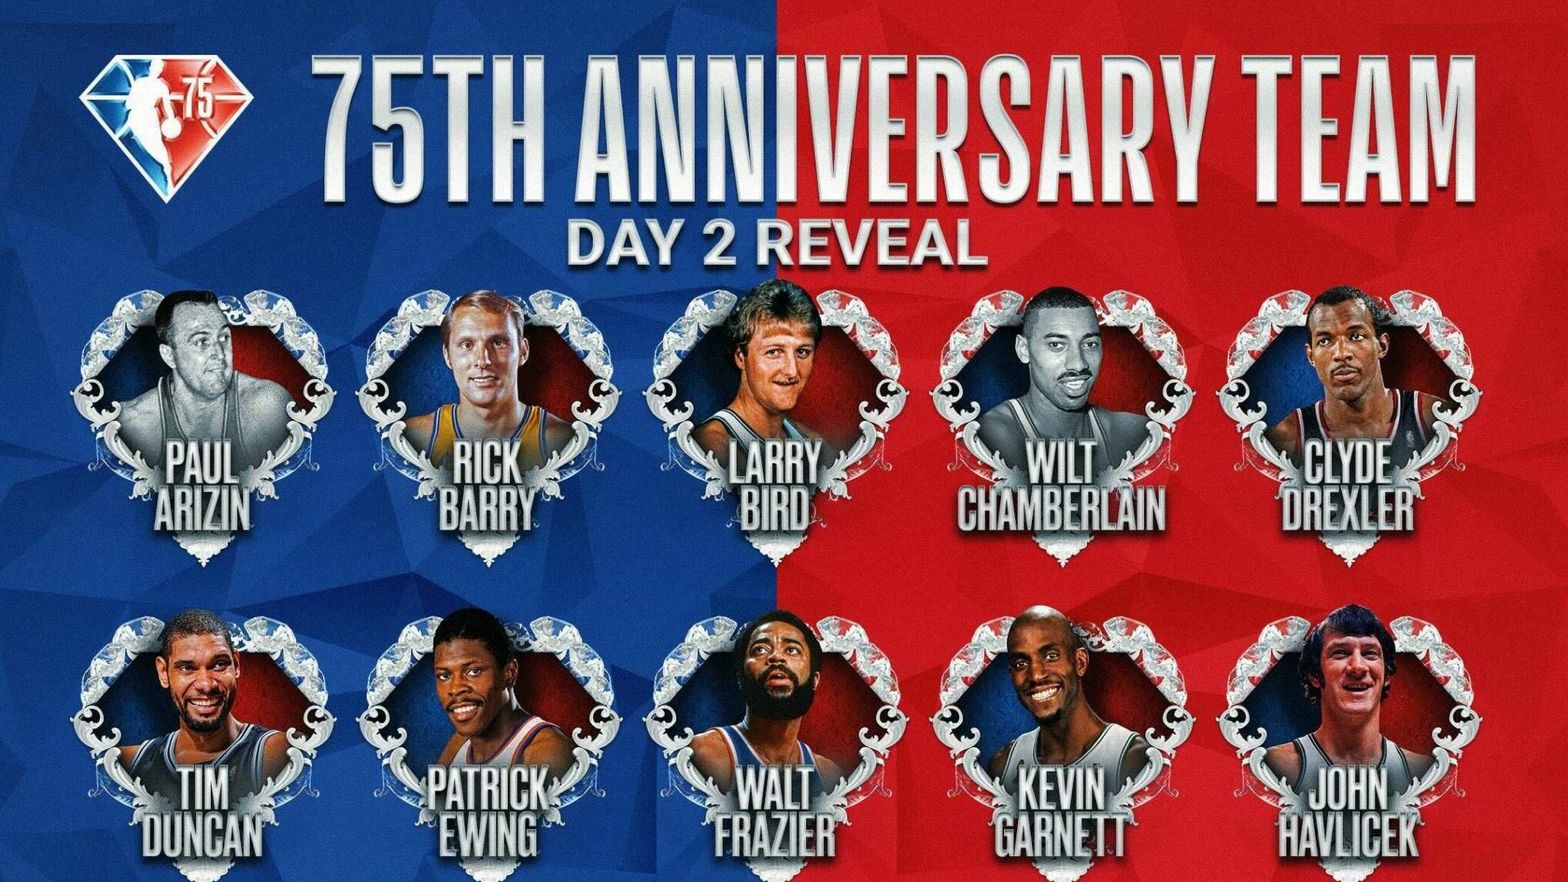 75
75TH ANNIVERSARY TEAM
DAY 2 REVEAL
PAUL
ARIZIN
RICK
BARRY
LARRY
BIRD
WILT
CHAMBERLAIN
CLYDE
DREXLER
TIM
DUNCAN
PATRICK
EWING
WALT
FRAZIER
KEVIN
GARNETT
JOHN
HAVLICEK